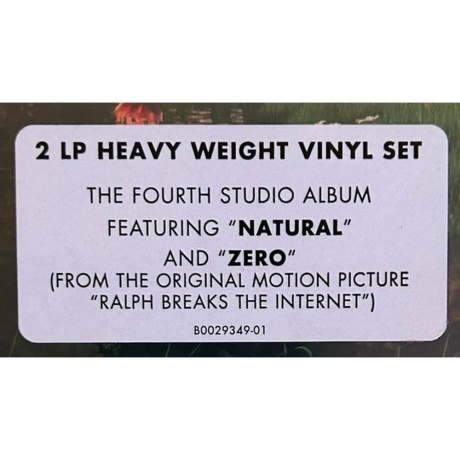 2 LP HEAVY WEIGHT VINYL SET
THE FOURTH STUDIO ALBUM
FEATURING “NATURAL”
AND “ZERO”
(FROM THE ORIGINAL MOTION PICTURE
“RALPH BREAKS THE INTERNET”)
B0029349-01